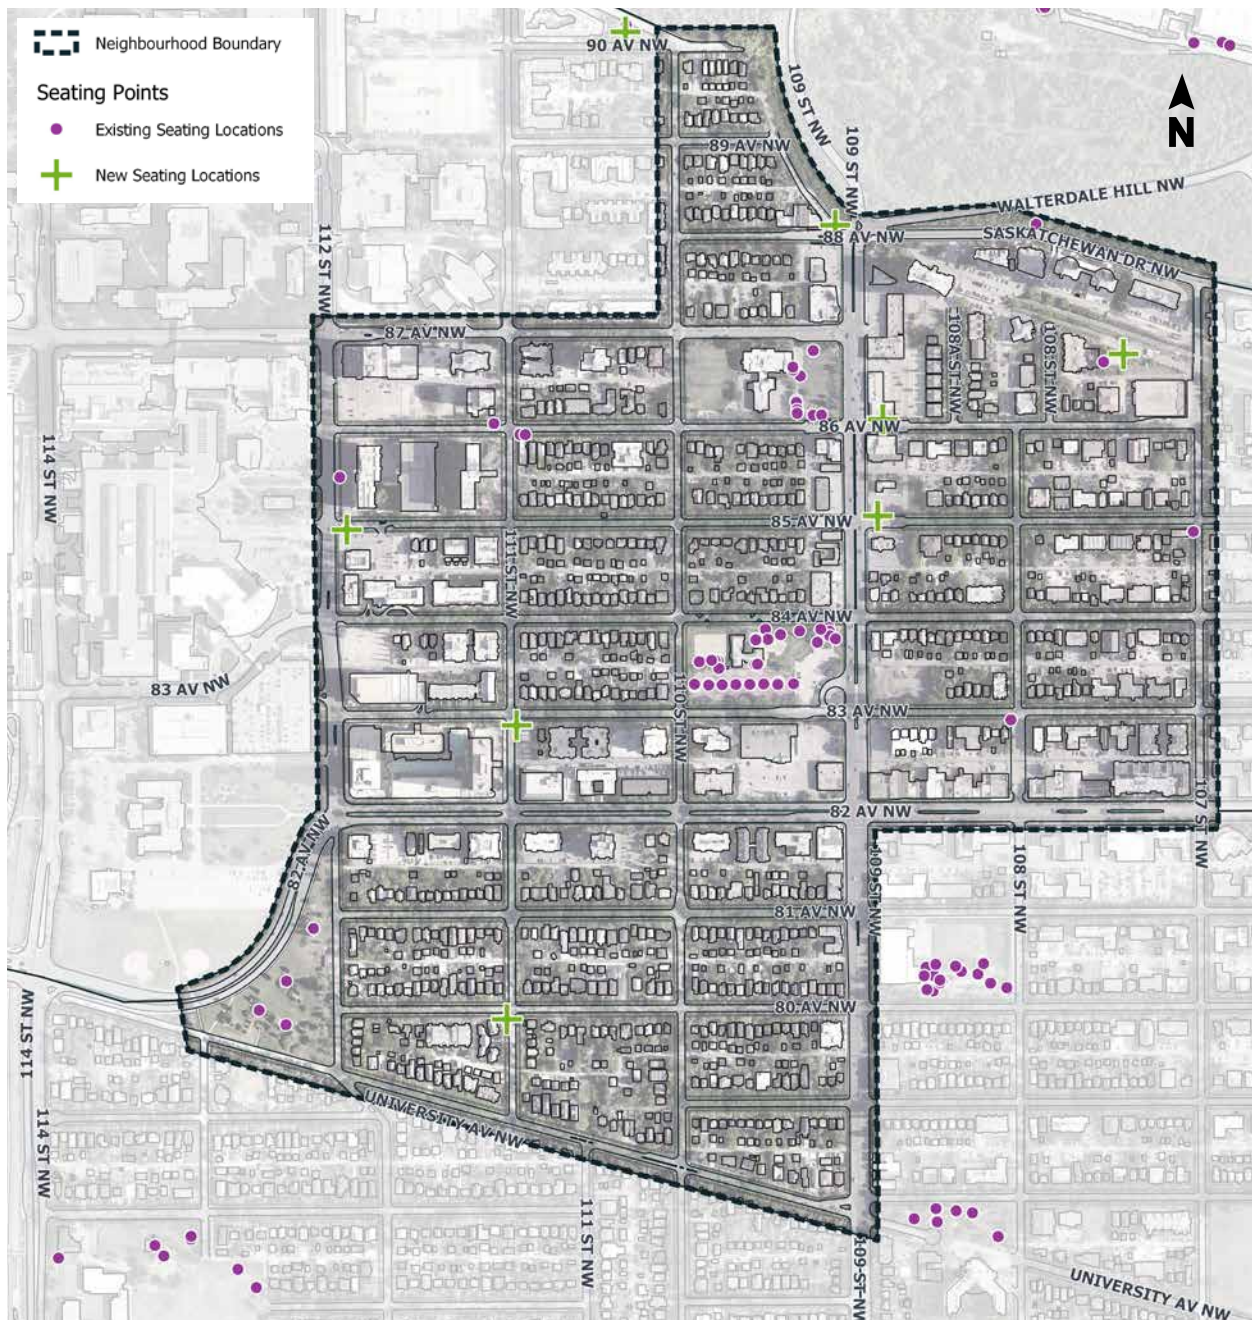 Neighbourhood Boundary
Seating Points
Existing Seating Locations
New Seating Locations
N
90 AV NW
109 ST NW
89 AV NW
109 ST NW
WALTERDALE HILL NW
88 AV NW
SASKATCHEWAN DR NW
112 ST NW
87 AV NW
108A ST NW
108 ST NW
86 AV NW
114 ST NW
85 AV NW
111 ST NW
84 AV NW
83 AV NW
110 ST NW
83 AV NW
107 ST NW
82 AV NW
82 AV NW
109 ST NW
108 ST NW
81 AV NW
80 AV NW
114 ST NW
UNIVERSITY AV NW
114 ST NW
111 ST NW
109 ST NW
UNIVERSITY AV NW